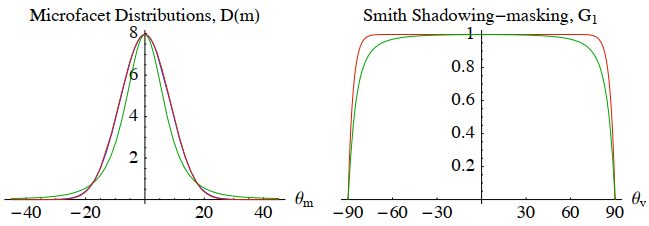 Microfacet Distributions, D(m)
8
6
4
2
−40 −20 20 40 θm
Smith Shadowing−masking, G1
1
0.8
0.6
0.4
0.2
−90 −60 −30 30 60 90 θv